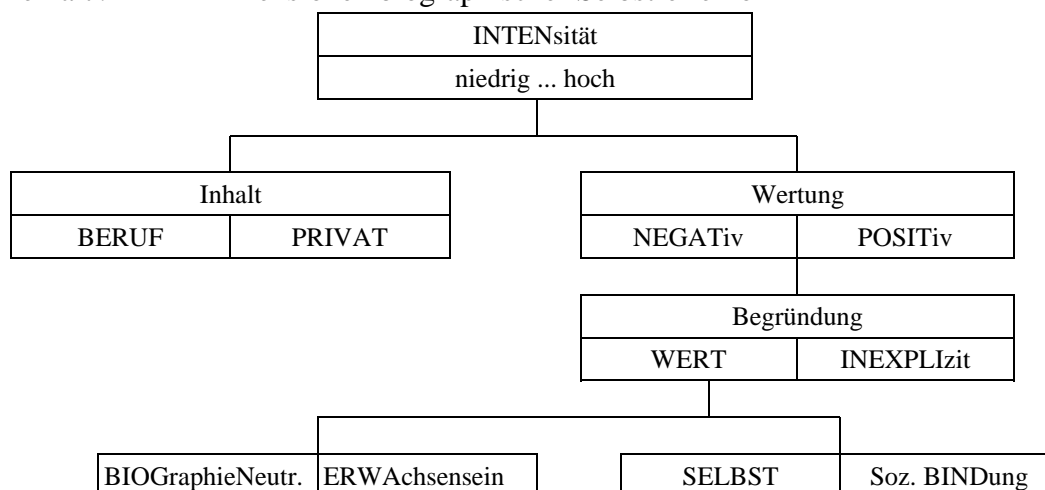 INTENsität
niedrig ... hoch
Inhalt
Wertung
BERUF PRIVAT
NEGATiv POSITiv
Begründung
WERT INEXPLIzit
BIOGraphieNeutr. ERWAchsensein
SELBST Soz. BINDung